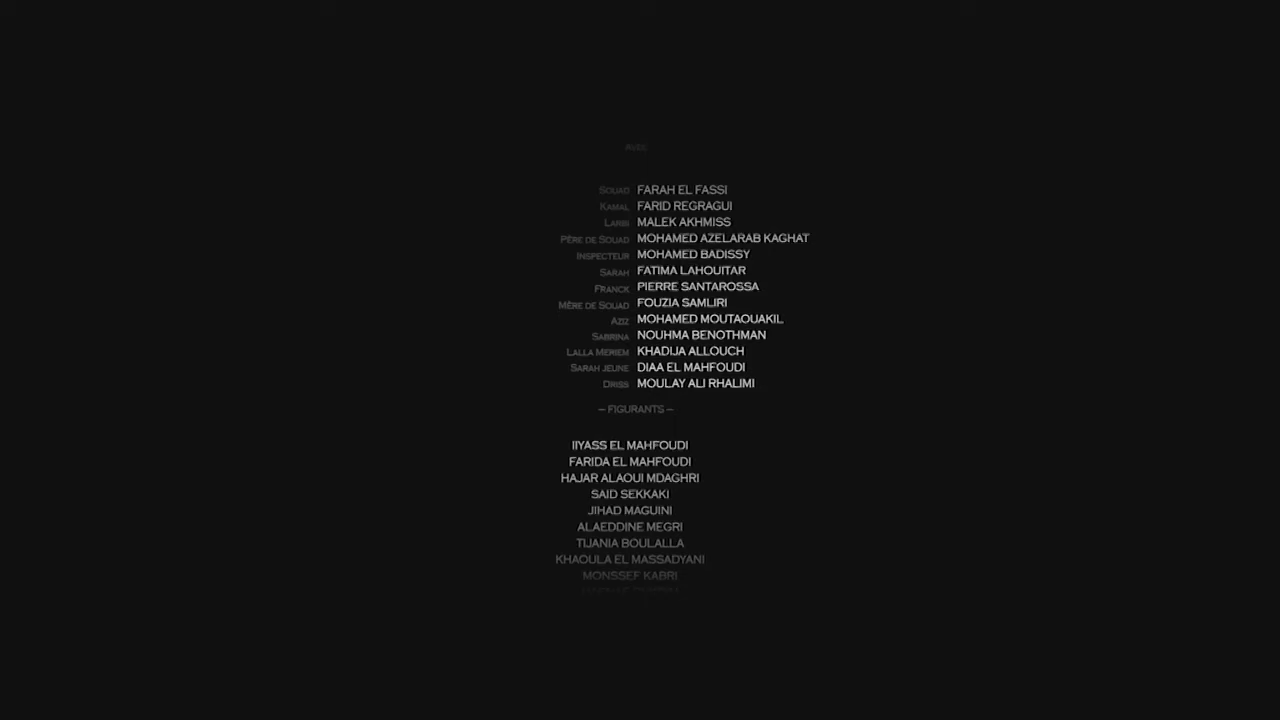 AVEC
Souad FARAH EL FASSI
Kamal FARID REGRAGUI
Larbi MALEK AKHMISS
Père de Souad MOHAMED AZELARAB KAGHAT
Inspecteur MOHAMED BADISSY
Sarah FATIMA LAHOUITAR
Franck PIERRE SANTAROSSA
Mère de Souad FOUZIA SAMLIRI
Aziz MOHAMED MOUTAOUAKIL
Sabrina NOUHMA BENOTHMAN
Lalla Meriem KHADIJA ALLOUCH
Sarah jeune DIAA EL MAHFOUDI
Driss MOULAY ALI RHALIMI
– FIGURANTS –
IIYASS EL MAHFOUDI
FARIDA EL MAHFOUDI
HAJAR ALAOUI MDAGHRI
SAID SEKKAKI
JIHAD MAGUINI
ALAEDDINE MEGRI
TIJANIA BOULALLA
KHAOULA EL MASSADYANI
MONSSEF KABRI